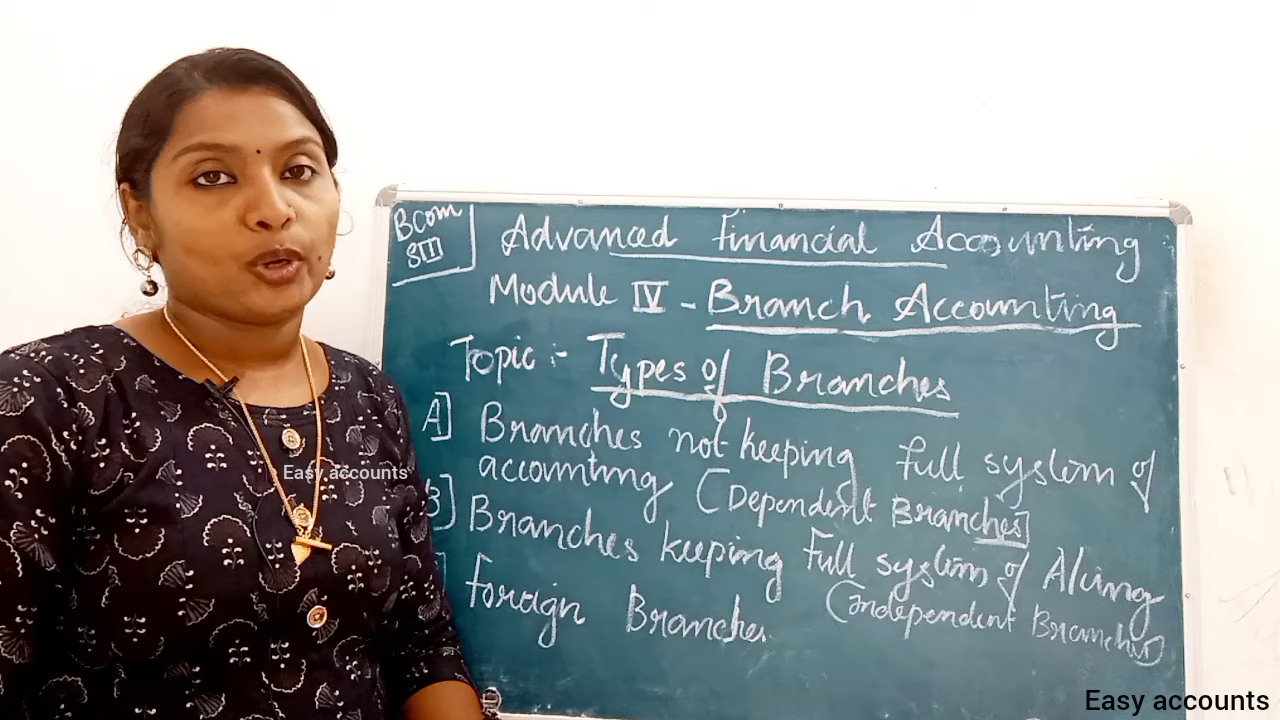 BCom
SIII
Advanced Financial Accounting
Module IV - Branch Accounting
Topic :- Types of Branches
A] Branches not keeping full system of
accounting (Dependent Branches]
B] Branches keeping Full system of A/cing
(Independent Branches)
] Foreign Branches.
Easy accounts
Easy accounts